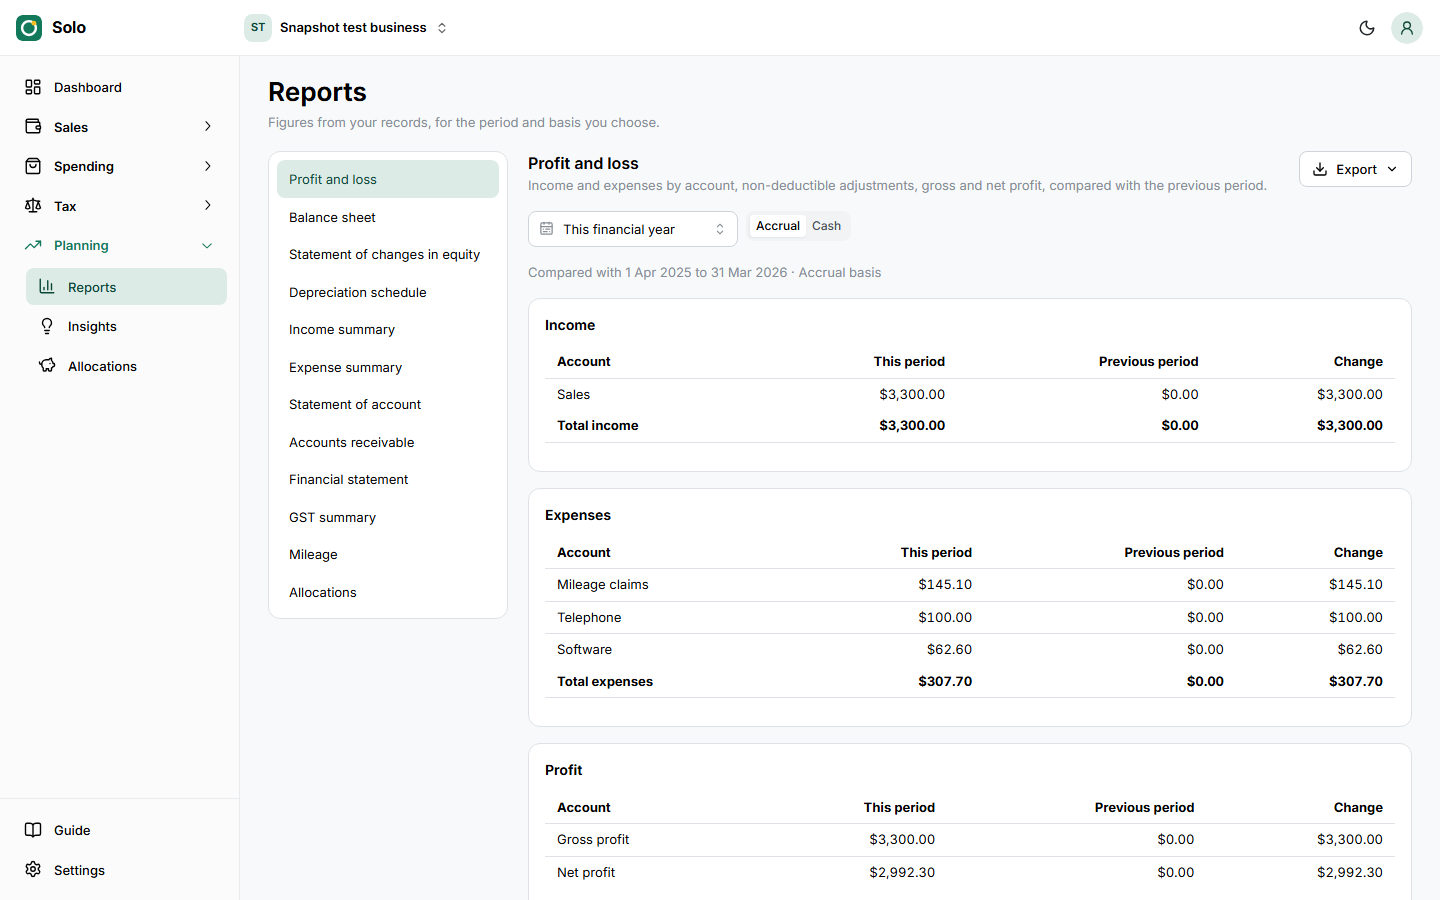 Solo
ST Snapshot test business
Dashboard
Sales
Spending
Tax
Planning
Reports
Insights
Allocations
Guide
Settings
Reports
Figures from your records, for the period and basis you choose.
Profit and loss
Balance sheet
Statement of changes in equity
Depreciation schedule
Income summary
Expense summary
Statement of account
Accounts receivable
Financial statement
GST summary
Mileage
Allocations
Profit and loss
Income and expenses by account, non-deductible adjustments, gross and net profit, compared with the previous period.
Export
This financial year Accrual Cash
Compared with 1 Apr 2025 to 31 Mar 2026 · Accrual basis
Income
Account This period Previous period Change
Sales $3,300.00 $0.00 $3,300.00
Total income $3,300.00 $0.00 $3,300.00
Expenses
Account This period Previous period Change
Mileage claims $145.10 $0.00 $145.10
Telephone $100.00 $0.00 $100.00
Software $62.60 $0.00 $62.60
Total expenses $307.70 $0.00 $307.70
Profit
Account This period Previous period Change
Gross profit $3,300.00 $0.00 $3,300.00
Net profit $2,992.30 $0.00 $2,992.30